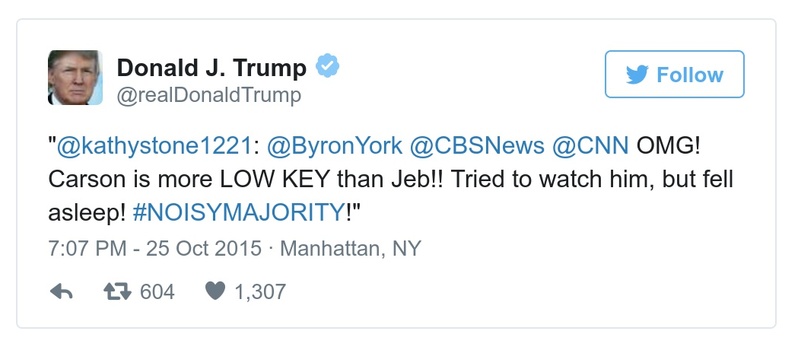 Donald J. Trump
@realDonaldTrump
Follow
"@kathystone1221: @ByronYork @CBSNews @CNN OMG!
Carson is more LOW KEY than Jeb!! Tried to watch him, but fell
asleep! #NOISYMAJORITY!"
7:07 PM - 25 Oct 2015 · Manhattan, NY
604 1,307